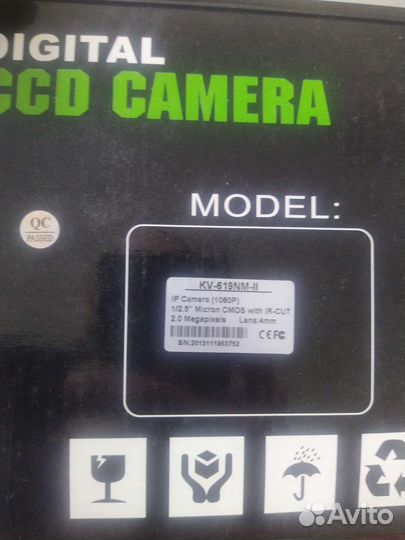 DIGITAL
CCD CAMERA
MODEL:
QC
PASSED
KV-619NM-II
IP Camera (1080P)
1/2.5" Micron CMOS with IR-CUT
2.0 Megapixels Lens:4mm
CE FC
S/N:2013111953752
Avito